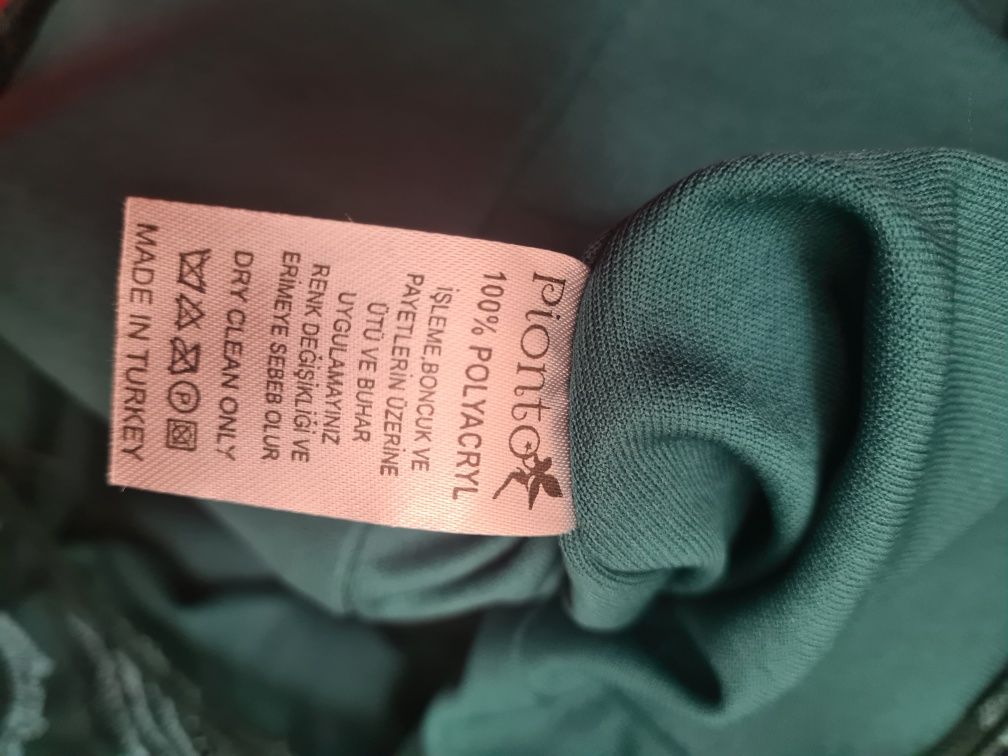 Pionto
100% POLYACRYL
İŞLEME,BONCUK VE
PAYETLERİN ÜZERİNE
ÜTÜ VE BUHAR
UYGULAMAYINIZ
RENK DEĞİŞİKLİĞİ VE
ERİMEYE SEBEB OLUR
DRY CLEAN ONLY
P
MADE IN TURKEY